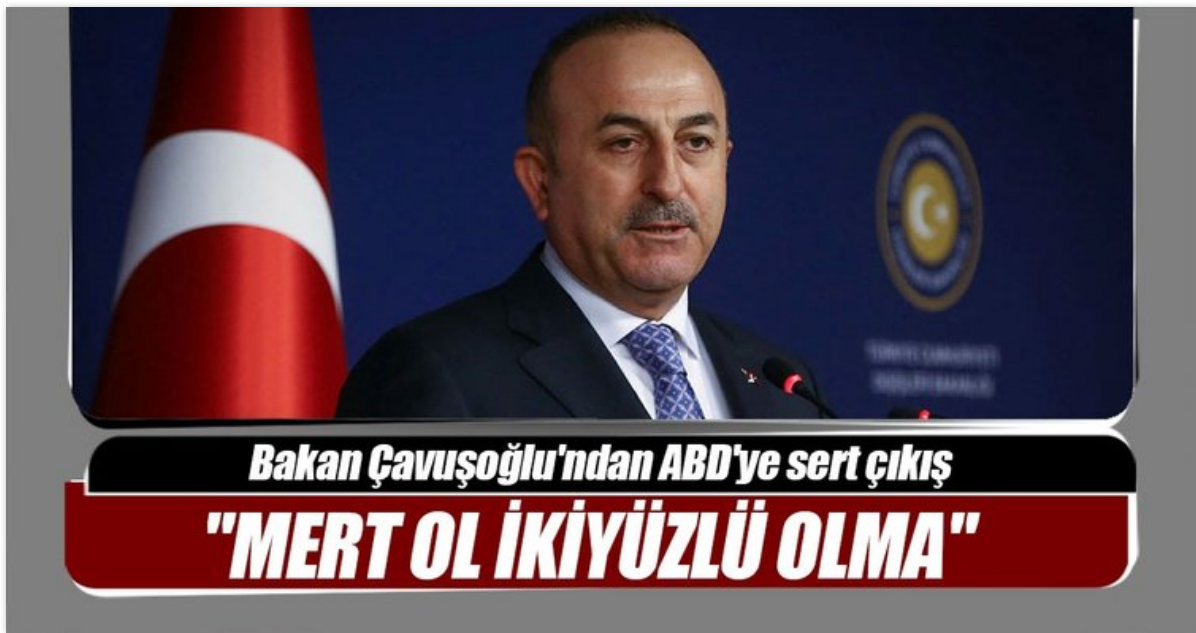 Bakan Çavuşoğlu'ndan ABD'ye sert çıkış
"MERT OL İKİYÜZLÜ OLMA"